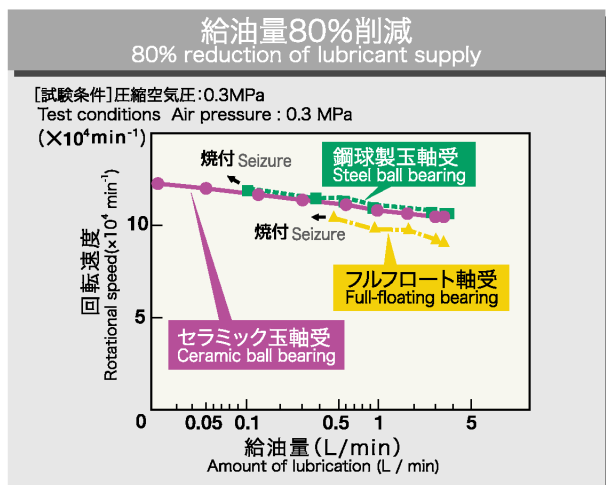 給油量80%削減
80% reduction of lubricant supply
[試験条件]圧縮空気圧:0.3MPa
Test conditions Air pressure : 0.3 MPa
(×10⁴min⁻¹)
焼付 Seizure
鋼球製玉軸受
Steel ball bearing
10
焼付 Seizure
フルフロート軸受
Full-floating bearing
回転速度
Rotational speed(×10⁴ min⁻¹)
5
セラミック玉軸受
Ceramic ball bearing
0 0.05 0.1 0.5 1 5
給油量(L/min)
Amount of lubrication (L / min)